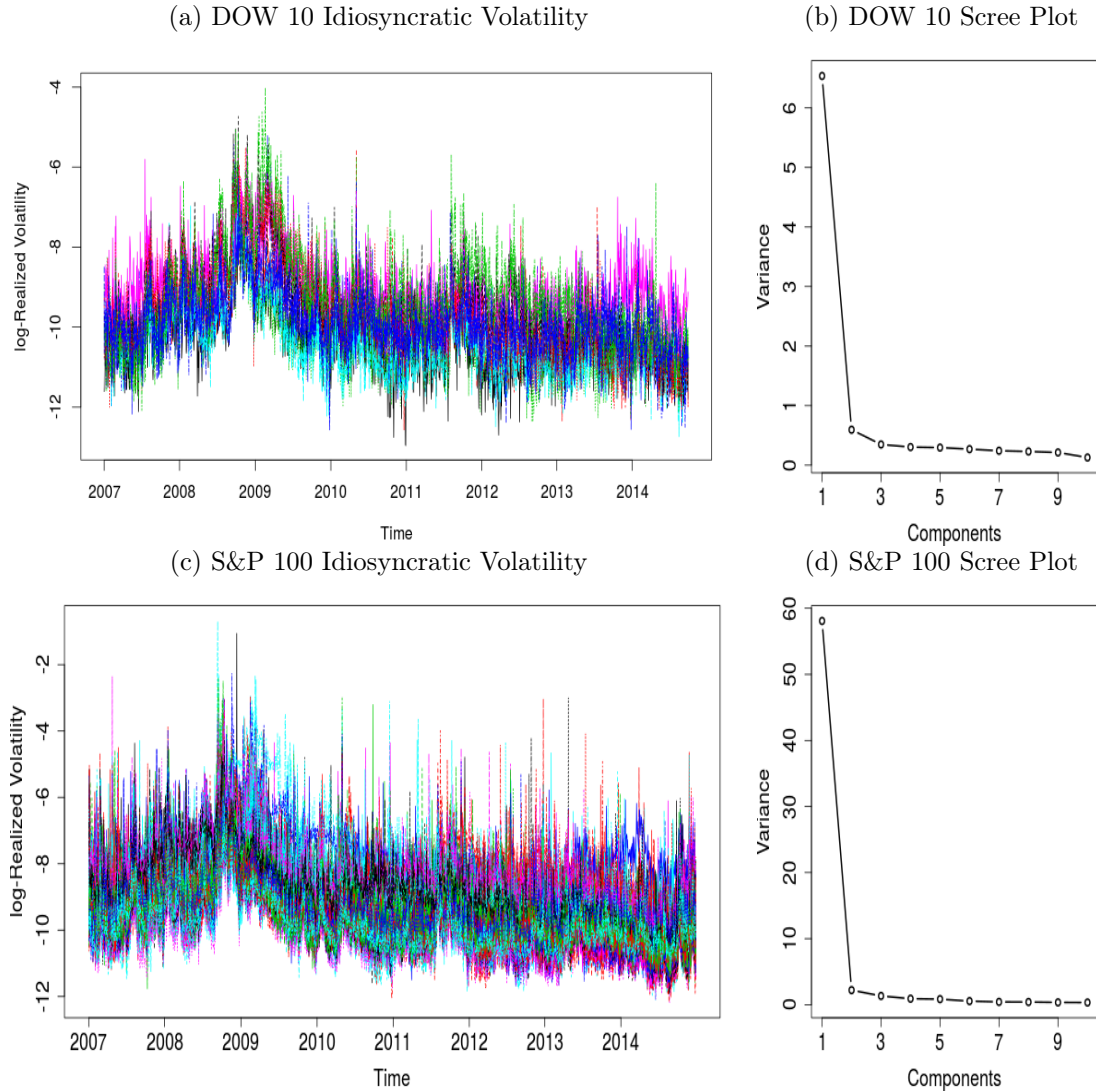 (a) DOW 10 Idiosyncratic Volatility
(b) DOW 10 Scree Plot
log-Realized Volatility
-4
-6
-8
-10
-12
2007 2008 2009 2010 2011 2012 2013 2014
Time
Variance
6
5
4
3
2
1
0
1 3 5 7 9
Components
(c) S&P 100 Idiosyncratic Volatility
(d) S&P 100 Scree Plot
log-Realized Volatility
-2
-4
-6
-8
-10
-12
2007 2008 2009 2010 2011 2012 2013 2014
Time
Variance
60
50
40
30
20
10
0
1 3 5 7 9
Components